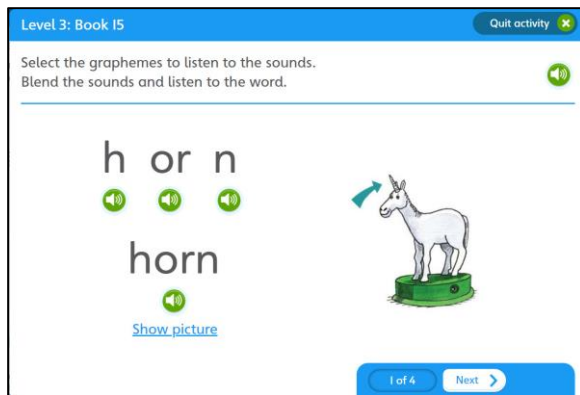 Level 3: Book 15
Quit activity
Select the graphemes to listen to the sounds.
Blend the sounds and listen to the word.
h or n
horn
Show picture
1 of 4
Next